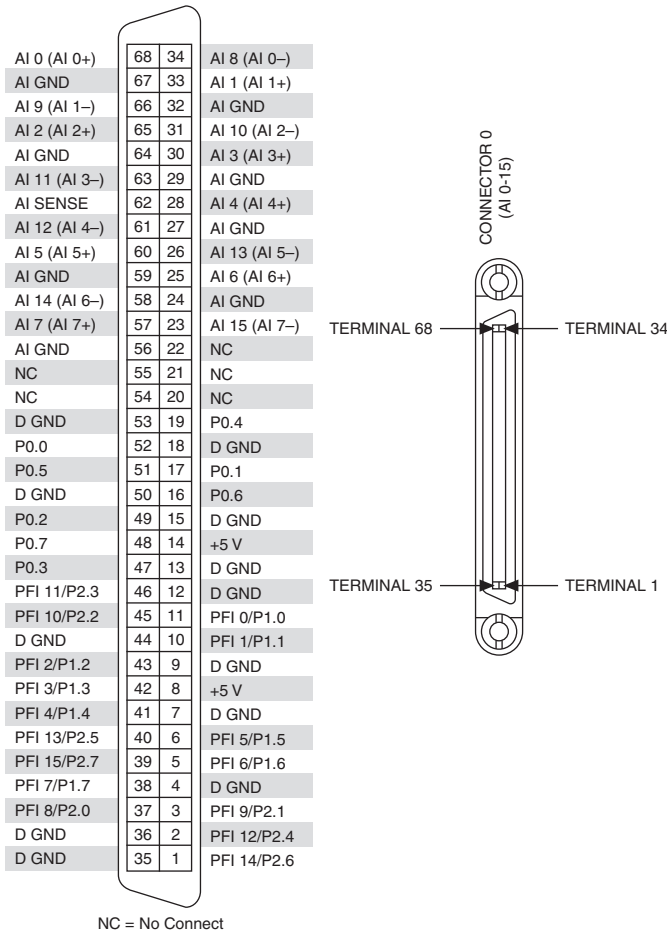 AI 0 (AI 0+) 68 34 AI 8 (AI 0–)
AI GND 67 33 AI 1 (AI 1+)
AI 9 (AI 1–) 66 32 AI GND
AI 2 (AI 2+) 65 31 AI 10 (AI 2–)
AI GND 64 30 AI 3 (AI 3+)
AI 11 (AI 3–) 63 29 AI GND
AI SENSE 62 28 AI 4 (AI 4+)
AI 12 (AI 4–) 61 27 AI GND
AI 5 (AI 5+) 60 26 AI 13 (AI 5–)
AI GND 59 25 AI 6 (AI 6+)
AI 14 (AI 6–) 58 24 AI GND
AI 7 (AI 7+) 57 23 AI 15 (AI 7–)
AI GND 56 22 NC
NC 55 21 NC
NC 54 20 NC
D GND 53 19 P0.4
P0.0 52 18 D GND
P0.5 51 17 P0.1
D GND 50 16 P0.6
P0.2 49 15 D GND
P0.7 48 14 +5 V
P0.3 47 13 D GND
PFI 11/P2.3 46 12 D GND
PFI 10/P2.2 45 11 PFI 0/P1.0
D GND 44 10 PFI 1/P1.1
PFI 2/P1.2 43 9 D GND
PFI 3/P1.3 42 8 +5 V
PFI 4/P1.4 41 7 D GND
PFI 13/P2.5 40 6 PFI 5/P1.5
PFI 15/P2.7 39 5 PFI 6/P1.6
PFI 7/P1.7 38 4 D GND
PFI 8/P2.0 37 3 PFI 9/P2.1
D GND 36 2 PFI 12/P2.4
D GND 35 1 PFI 14/P2.6
NC = No Connect
CONNECTOR 0
(AI 0-15)
TERMINAL 68 TERMINAL 34
TERMINAL 35 TERMINAL 1